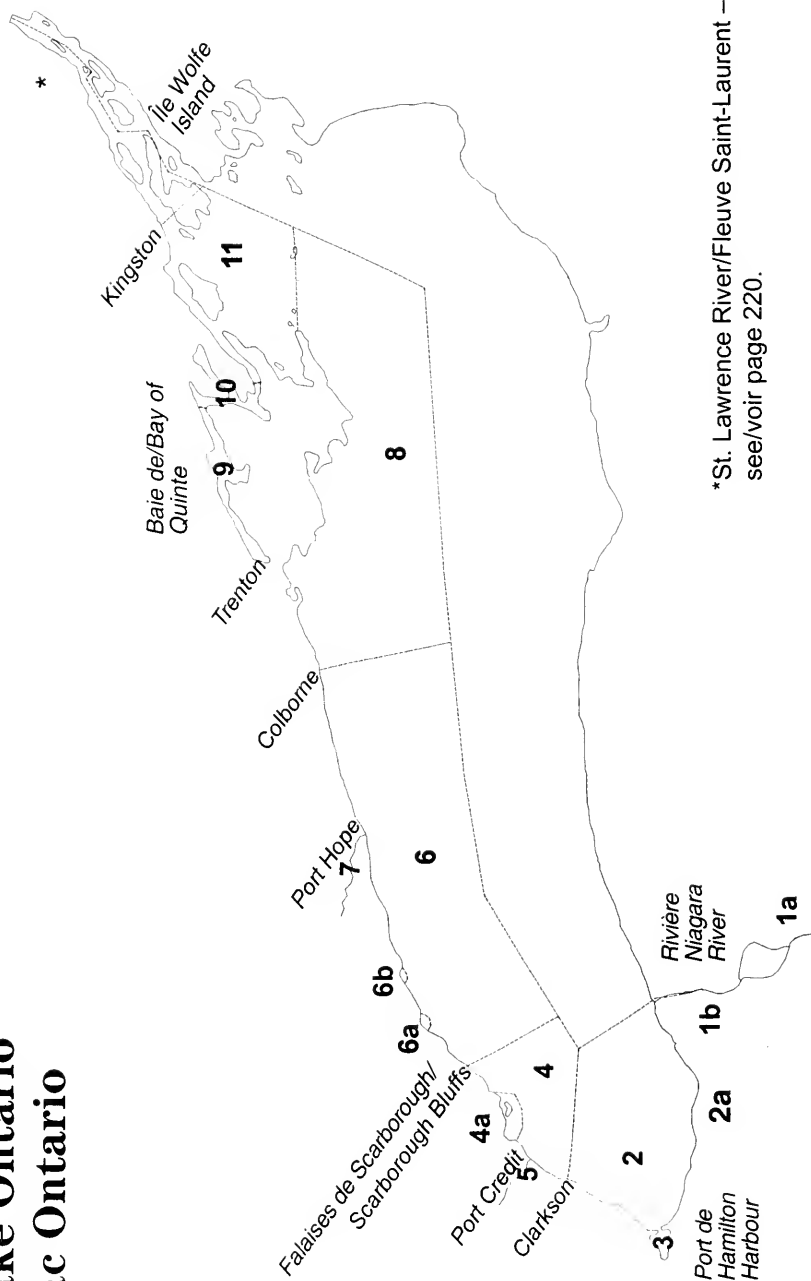 ake Ontario
ac Ontario
*
Île Wolfe
Island
Kingston
11
Baie de/Bay of
Quinte
10
9
Trenton
8
Colborne
Port Hope
7
6
6b
6a
Falaises de Scarborough/
Scarborough Bluffs
4a
4
Port Credit
5
Clarkson
2
3
Port de
Hamilton
Harbour
2a
1b
Rivière
Niagara
River
1a
*St. Lawrence River/Fleuve Saint-Laurent –
see/voir page 220.